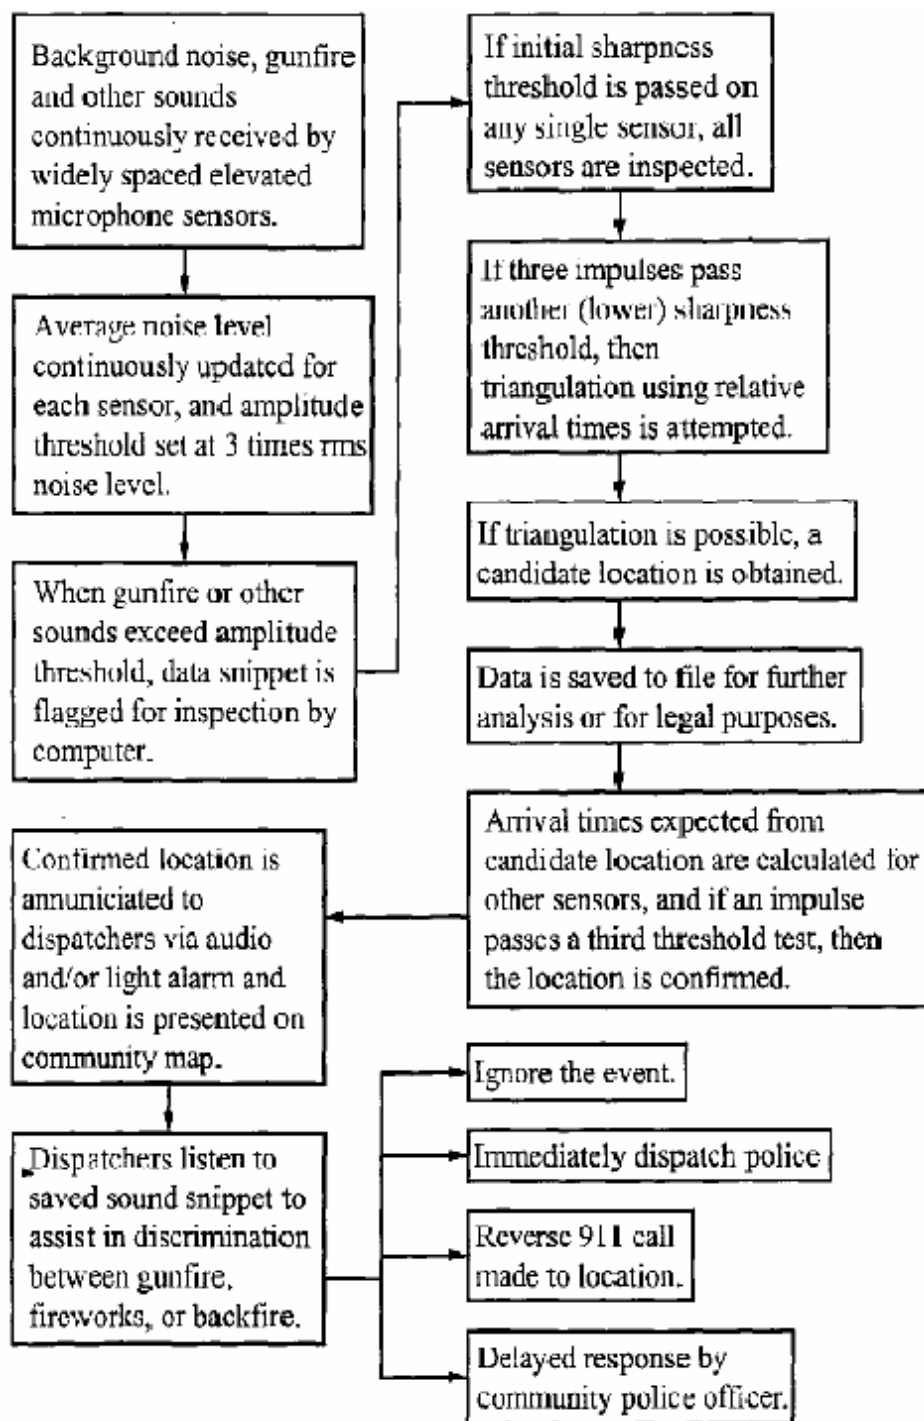 Background noise, gunfire
and other sounds
continuously received by
widely spaced elevated
microphone sensors.
Average noise level
continuously updated for
each sensor, and amplitude
threshold set at 3 times rms
noise level.
When gunfire or other
sounds exceed amplitude
threshold, data snippet is
flagged for inspection by
computer.
If initial sharpness
threshold is passed on
any single sensor, all
sensors are inspected.
If three impulses pass
another (lower) sharpness
threshold, then
triangulation using relative
arrival times is attempted.
If triangulation is possible, a
candidate location is obtained.
Data is saved to file for further
analysis or for legal purposes.
Arrival times expected from
candidate location are calculated for
other sensors, and if an impulse
passes a third threshold test, then
the location is confirmed.
Confirmed location is
annuniciated to
dispatchers via audio
and/or light alarm and
location is presented on
community map.
Dispatchers listen to
saved sound snippet to
assist in discrimination
between gunfire,
fireworks, or backfire.
Ignore the event.
Immediately dispatch police
Reverse 911 call
made to location.
Delayed response by
community police officer.